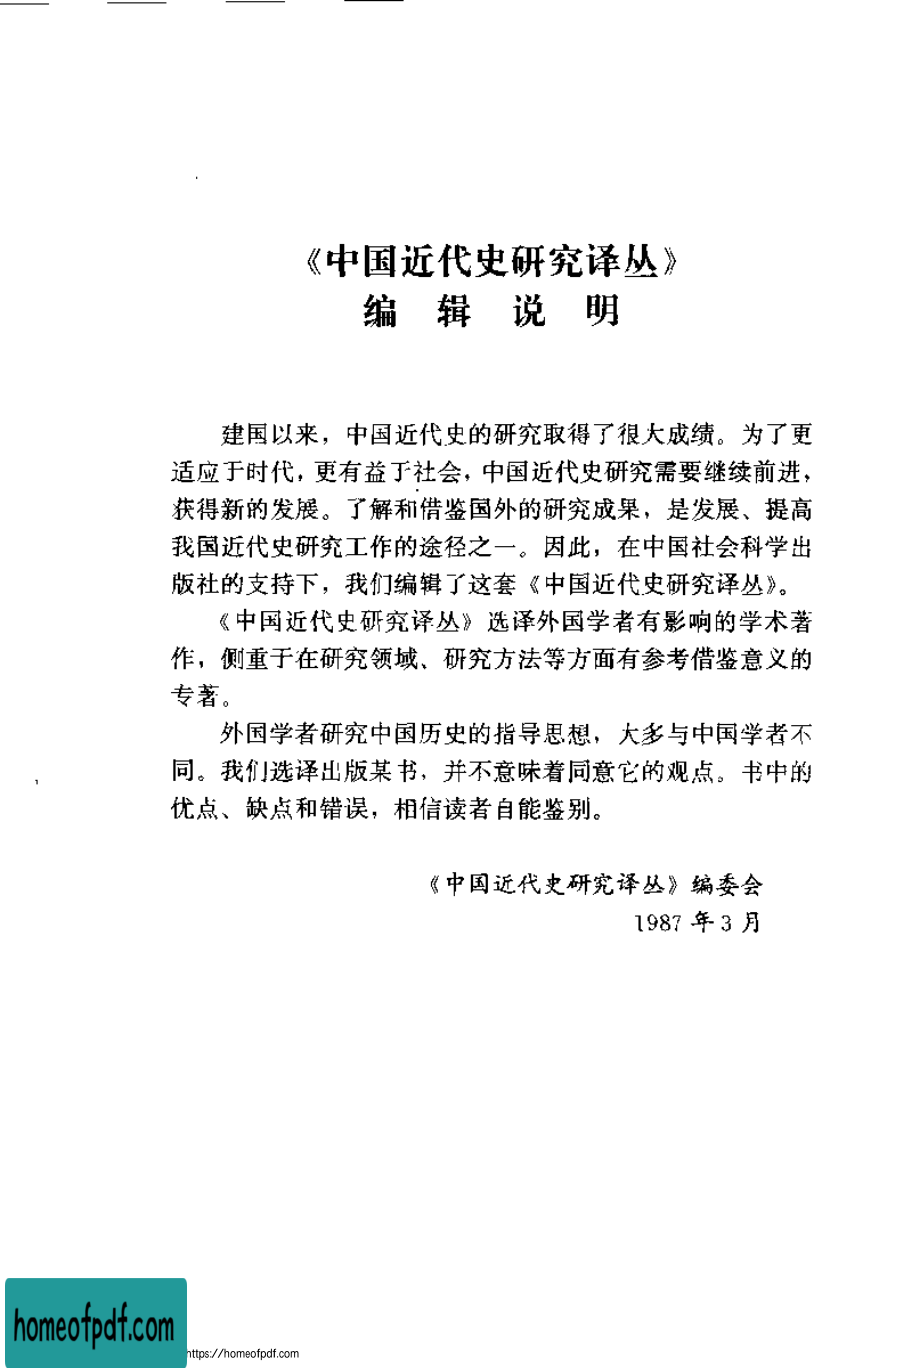 《中国近代史研究译丛》
编 辑 说 明
建国以来，中国近代史的研究取得了很大成绩。为了更
适应于时代，更有益于社会，中国近代史研究需要继续前进，
获得新的发展。了解和借鉴国外的研究成果，是发展、提高
我国近代史研究工作的途径之一。因此，在中国社会科学出
版社的支持下，我们编辑了这套《中国近代史研究译丛》。
《中国近代史研究译丛》选译外国学者有影响的学术著
作，侧重于在研究领域、研究方法等方面有参考借鉴意义的
专著。
外国学者研究中国历史的指导思想，大多与中国学者不
同。我们选译出版某书，并不意味着同意它的观点。书中的
优点、缺点和错误，相信读者自能鉴别。
《中国近代史研究译丛》编委会
1987 年 3 月
homeofpdf.com
https://homeofpdf.com